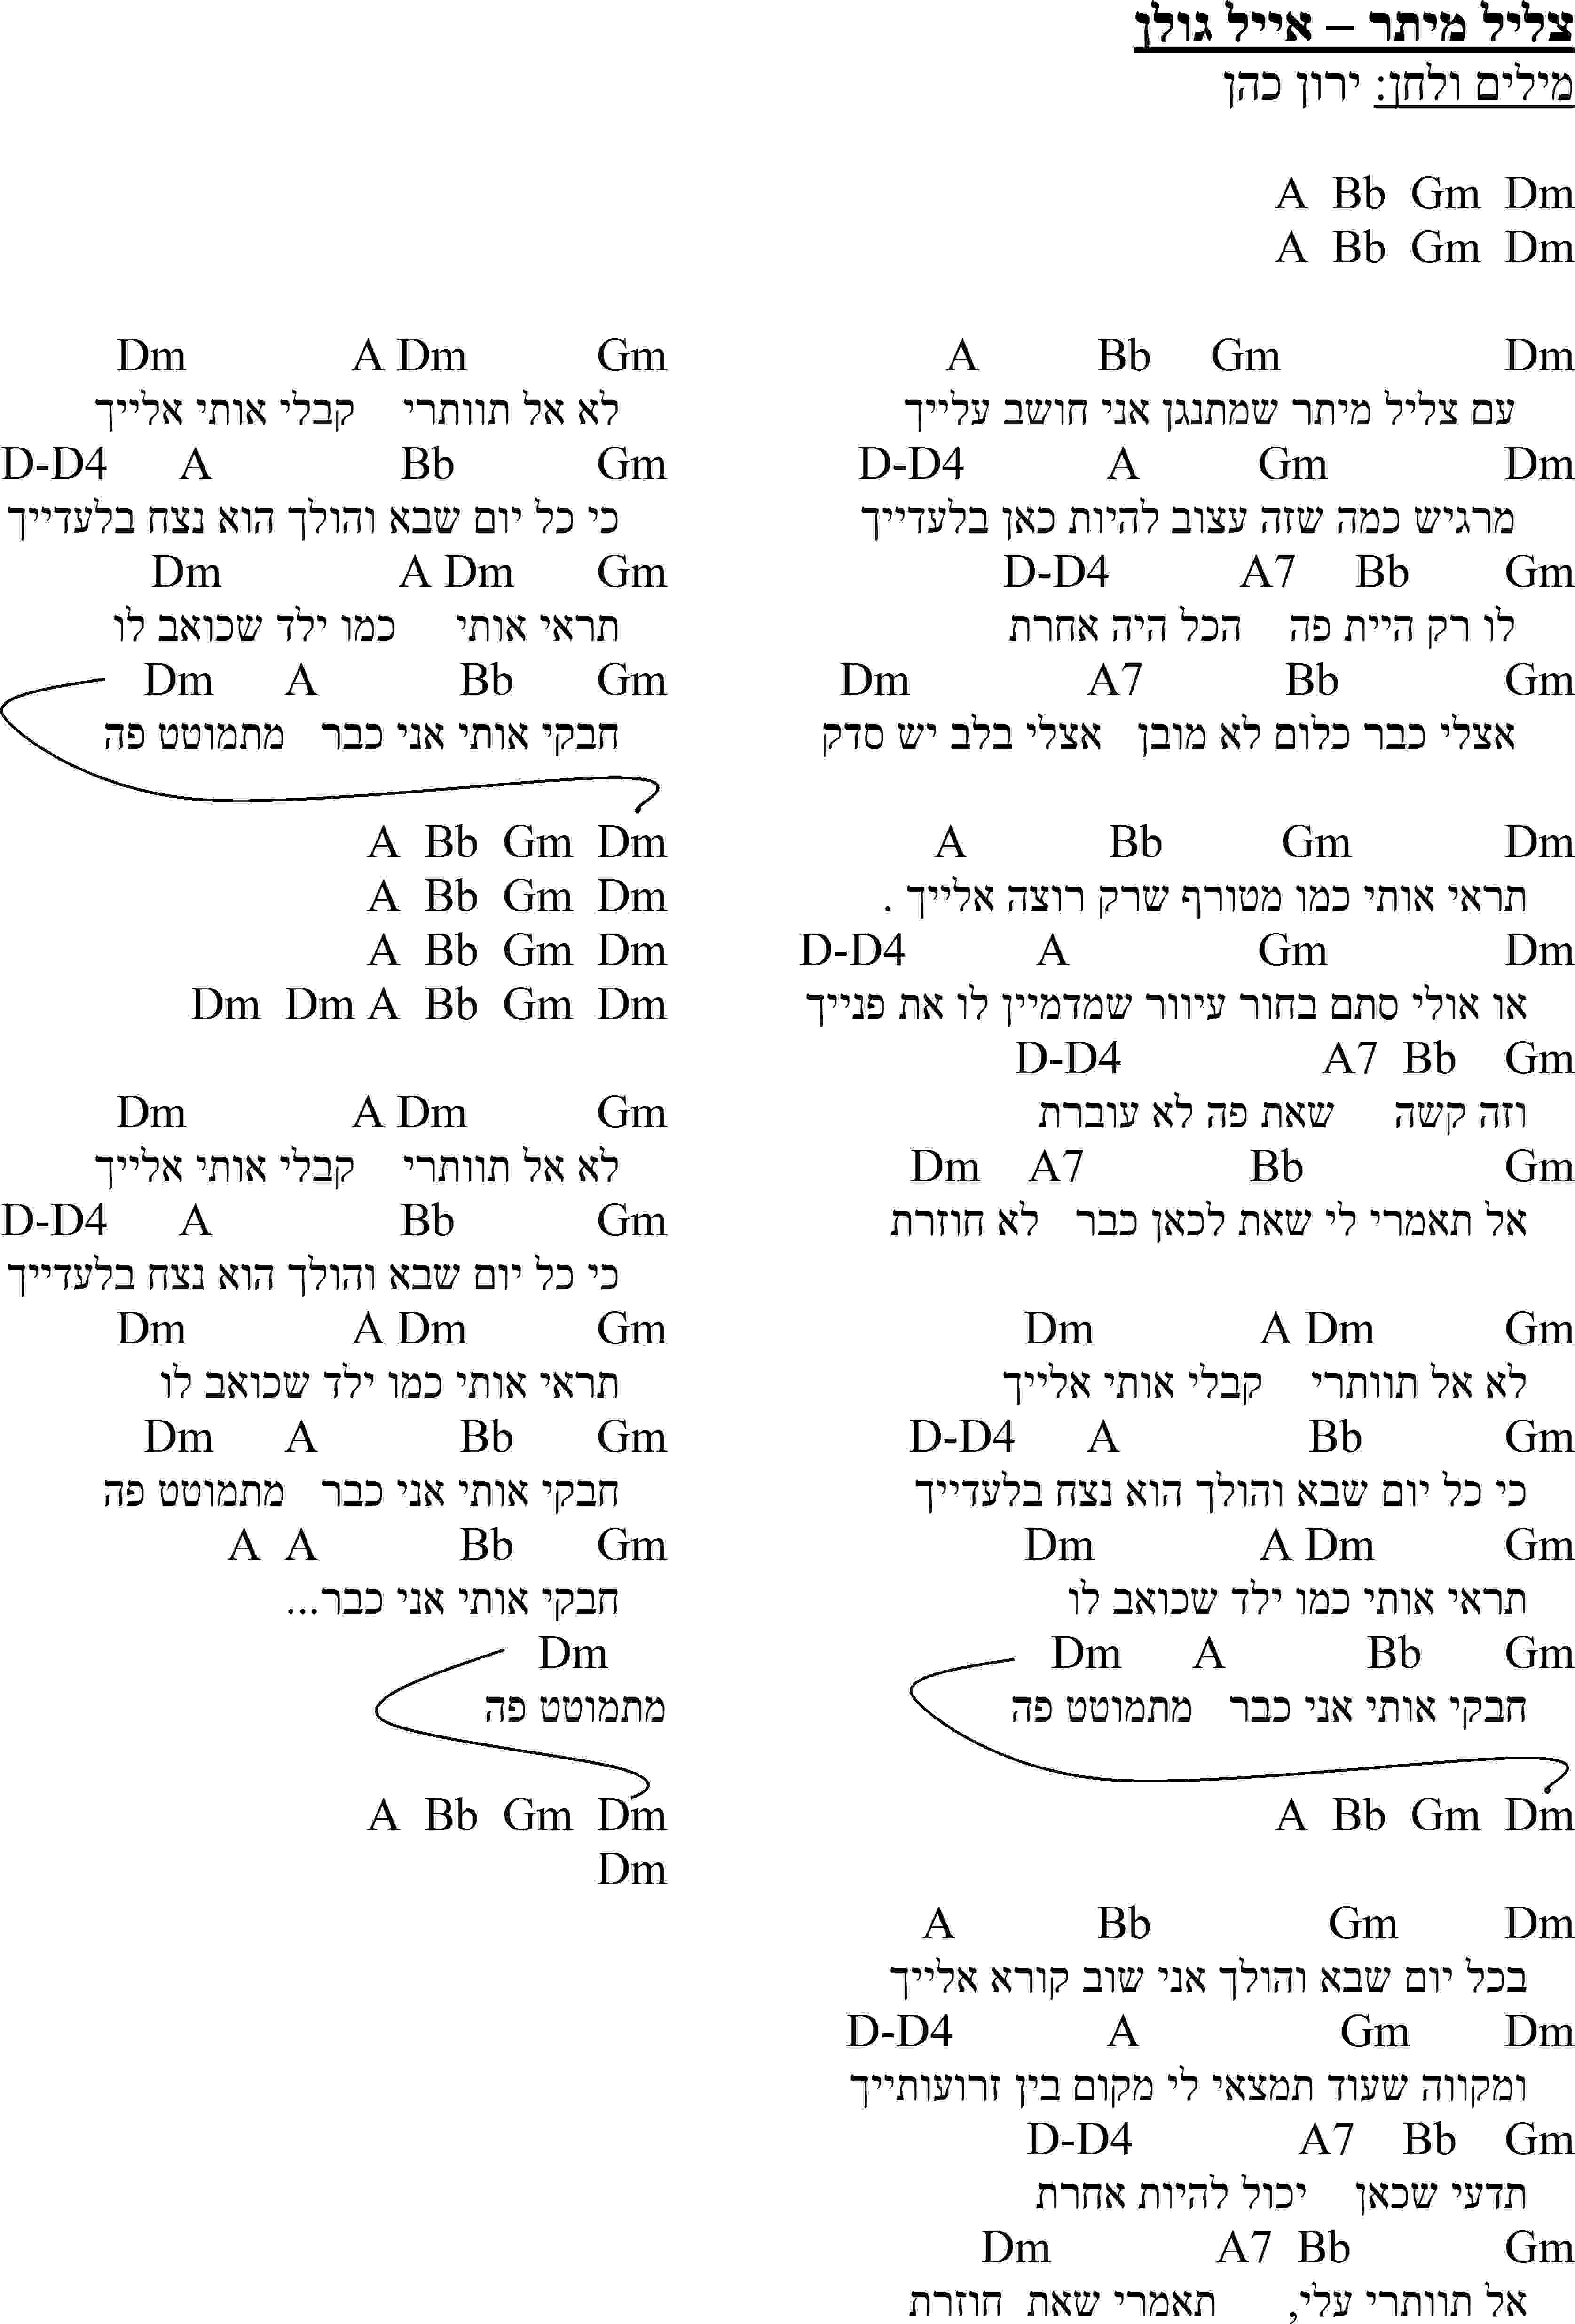 צליל מיתר – אייל גולן
מילים ולחן: ירון כהן
A Bb Gm Dm
A Bb Gm Dm
A Bb Gm Dm
עם צליל מיתר שמתנגן אני חושב עלייך
D-D4 A Gm Dm
מרגיש כמה שזה עצוב להיות כאן בלעדייך
D-D4 A7 Bb Gm
לו רק היית פה הכל היה אחרת
Dm A7 Bb Gm
אצלי כבר כלום לא מובן אצלי בלב יש סדק
A Bb Gm Dm
תראי אותי כמו מטורף שרק רוצה אלייך .
D-D4 A Gm Dm
או אולי סתם בחור עיוור שמדמיין לו את פנייך
D-D4 A7 Bb Gm
וזה קשה שאת פה לא עוברת
Dm A7 Bb Gm
אל תאמרי לי שאת לכאן כבר לא חוזרת
Dm A Dm Gm
לא אל תוותרי קבלי אותי אלייך
D-D4 A Bb Gm
כי כל יום שבא והולך הוא נצח בלעדייך
Dm A Dm Gm
תראי אותי כמו ילד שכואב לו
Dm A Bb Gm
חבקי אותי אני כבר מתמוטט פה
A Bb Gm Dm
A Bb Gm Dm
בכל יום שבא והולך אני שוב קורא אלייך
D-D4 A Gm Dm
ומקווה שעוד תמצאי לי מקום בין זרועותייך
D-D4 A7 Bb Gm
תדעי שכאן יכול להיות אחרת
Dm A7 Bb Gm
אל תוותרי עלי, תאמרי שאת חוזרת
Dm A Dm Gm
לא אל תוותרי קבלי אותי אלייך
D-D4 A Bb Gm
כי כל יום שבא והולך הוא נצח בלעדייך
Dm A Dm Gm
תראי אותי כמו ילד שכואב לו
Dm A Bb Gm
חבקי אותי אני כבר מתמוטט פה
A Bb Gm Dm
A Bb Gm Dm
A Bb Gm Dm
Dm Dm A Bb Gm Dm
Dm A Dm Gm
לא אל תוותרי קבלי אותי אלייך
D-D4 A Bb Gm
כי כל יום שבא והולך הוא נצח בלעדייך
Dm A Dm Gm
תראי אותי כמו ילד שכואב לו
Dm A Bb Gm
חבקי אותי אני כבר מתמוטט פה
A A Bb Gm
חבקי אותי אני כבר...
Dm
מתמוטט פה
A Bb Gm Dm
Dm